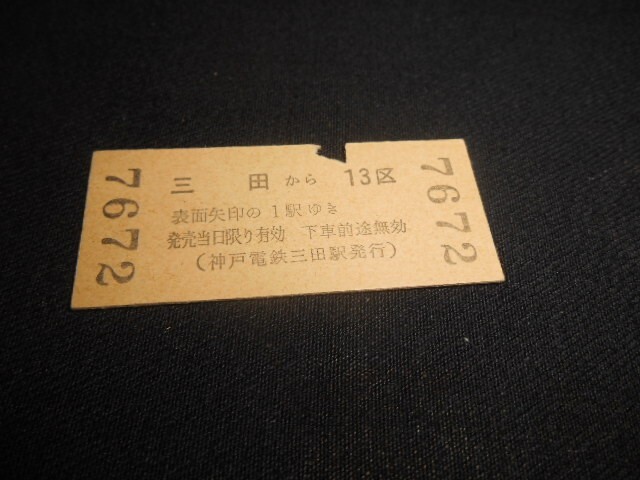 7672
三田から 13区
表面矢印の1駅ゆき
発売当日限り有効 下車前途無効
(神戸電鉄三田駅発行)
7672